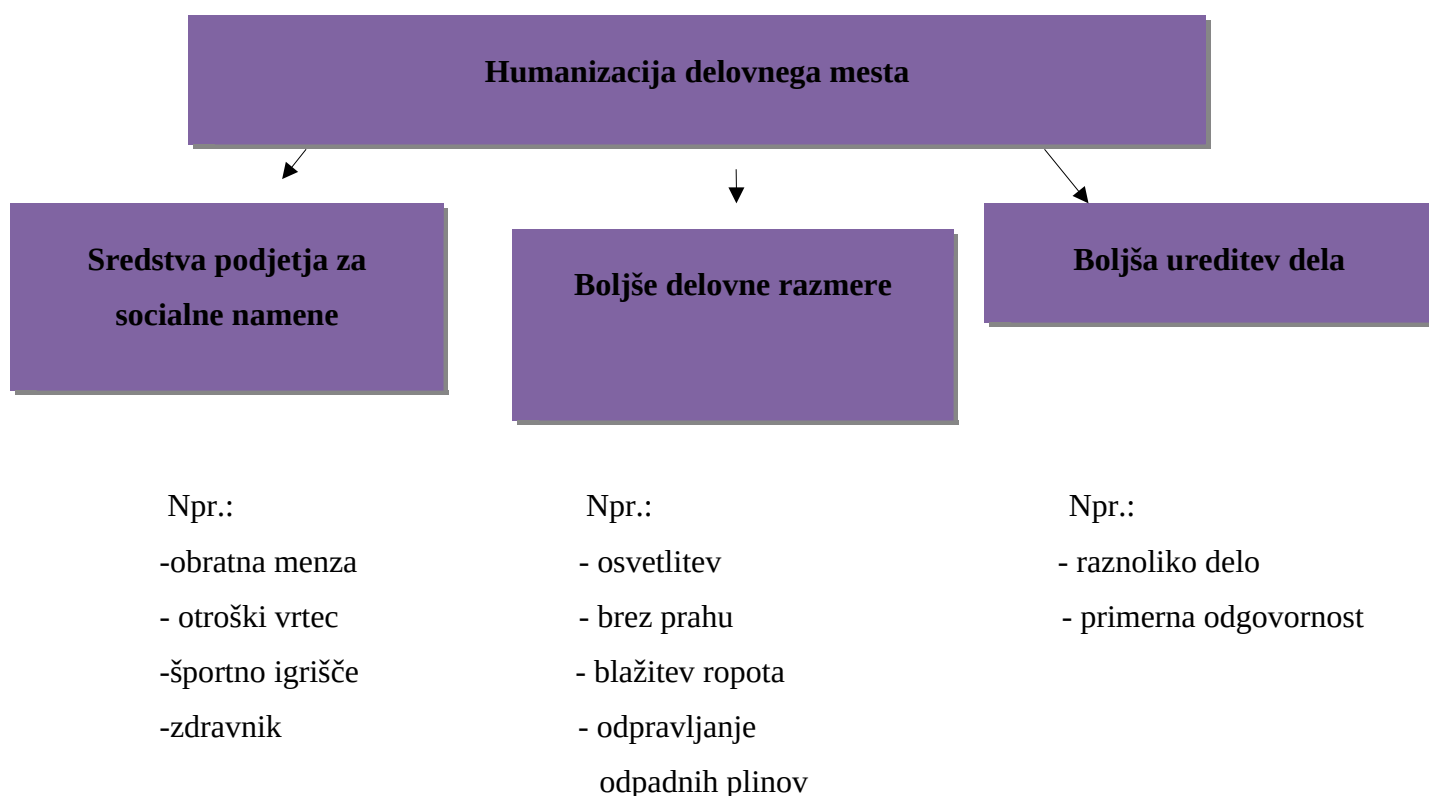 Humanizacija delovnega mesta
Sredstva podjetja za
socialne namene
Boljše delovne razmere
Boljša ureditev dela
Npr.:
-obratna menza
- otroški vrtec
-športno igrišče
-zdravnik
Npr.:
- osvetlitev
- brez prahu
- blažitev ropota
- odpravljanje
odpadnih plinov
Npr.:
- raznoliko delo
- primerna odgovornost